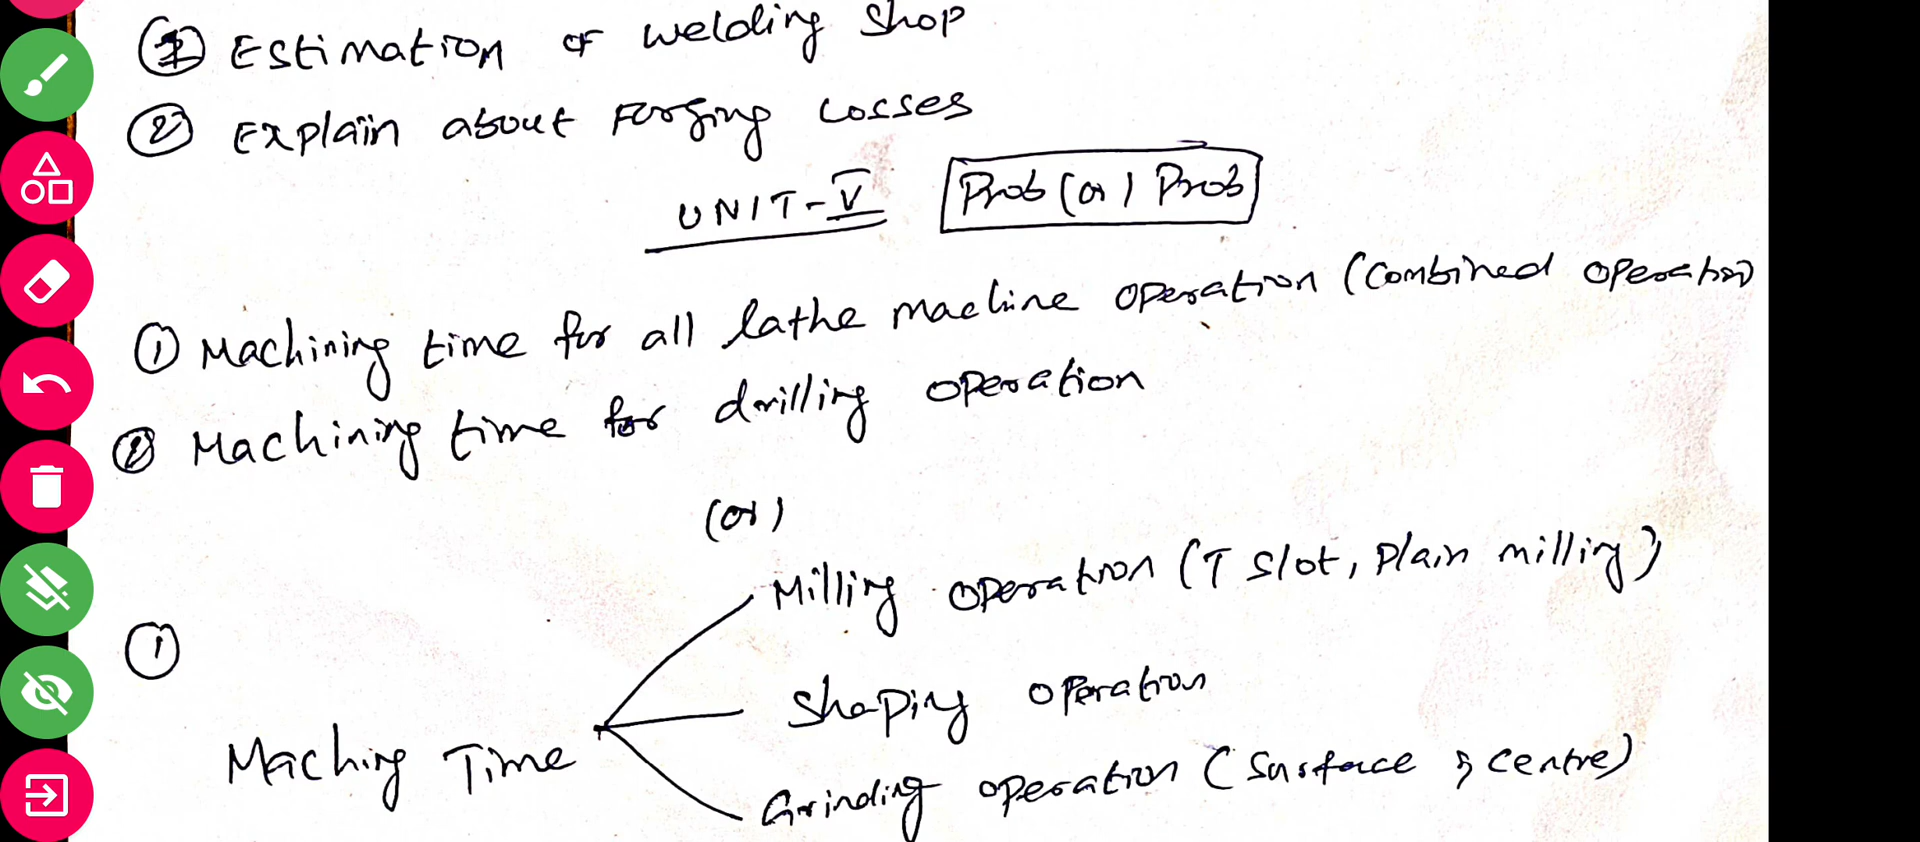 ① Estimation of welding shop
② Explain about Forging Losses
UNIT-V Prob (or) Prob
① Machining time for all lathe machine operation (combined operation)
② Machining time for drilling operation
(or)
Milling operation (T slot, Plain milling)
①
Shaping operation
Maching Time
Grinding operation (Surface & centre)